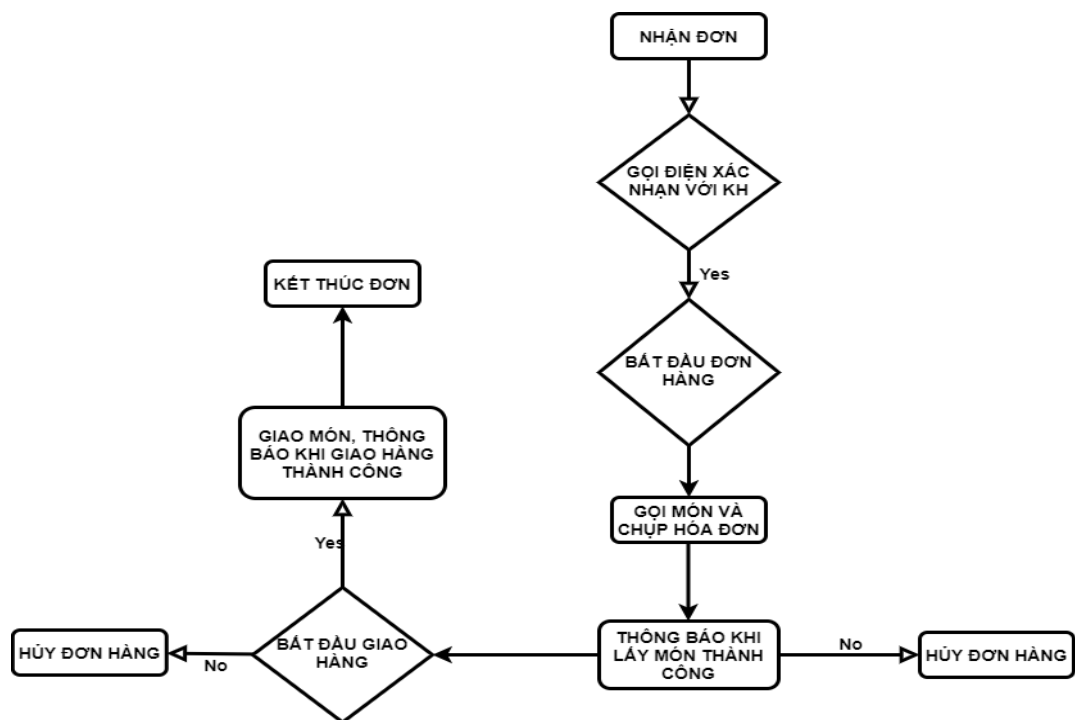 NHẬN ĐƠN
GỌI ĐIỆN XÁC
NHẠN VỚI KH
Yes
BẮT ĐẦU ĐƠN
HÀNG
GỌI MÓN VÀ
CHỤP HÓA ĐƠN
THÔNG BÁO KHI
LẤY MÓN THÀNH
CÔNG
No
HỦY ĐƠN HÀNG
BẮT ĐẦU GIAO
HÀNG
No
HỦY ĐƠN HÀNG
Yes
GIAO MÓN, THÔNG
BÁO KHI GIAO HÀNG
THÀNH CÔNG
KẾT THÚC ĐƠN